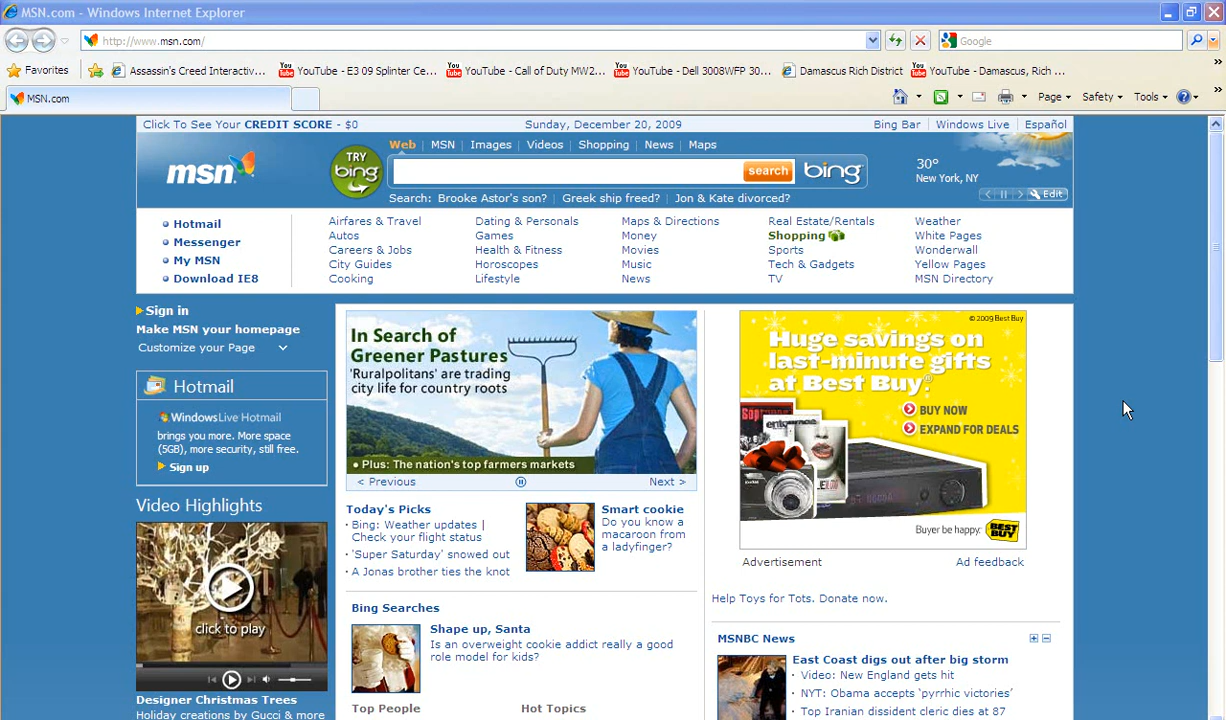 MSN.com - Windows Internet Explorer
http://www.msn.com/
Google
Favorites
Assassin's Creed Interactiv...
YouTube - E3 09 Splinter Ce...
YouTube - Call of Duty MW2...
YouTube - Dell 3008WFP 30...
Damascus Rich District
YouTube - Damascus, Rich ...
MSN.com
Page
Safety
Tools
Click To See Your CREDIT SCORE - $0
Sunday, December 20, 2009
Bing Bar
Windows Live
Español
msn
TRY
bing
Web
MSN
Images
Videos
Shopping
News
Maps
search
bing
30°
New York, NY
Edit
Search: Brooke Astor's son?
Greek ship freed?
Jon & Kate divorced?
Hotmail
Messenger
My MSN
Download IE8
Airfares & Travel
Autos
Careers & Jobs
City Guides
Cooking
Dating & Personals
Games
Health & Fitness
Horoscopes
Lifestyle
Maps & Directions
Money
Movies
Music
News
Real Estate/Rentals
Shopping
Sports
Tech & Gadgets
TV
Weather
White Pages
Wonderwall
Yellow Pages
MSN Directory
Sign in
Make MSN your homepage
Customize your Page
Hotmail
WindowsLive Hotmail
brings you more. More space
(5GB), more security, still free.
Sign up
Video Highlights
click to play
Designer Christmas Trees
Holiday creations by Gucci & more
In Search of
Greener Pastures
'Ruralpolitans' are trading
city life for country roots
• Plus: The nation's top farmers markets
< Previous
Next >
Today's Picks
· Bing: Weather updates |
Check your flight status
· 'Super Saturday' snowed out
· A Jonas brother ties the knot
Smart cookie
Do you know a
macaroon from
a ladyfinger?
Bing Searches
Shape up, Santa
Is an overweight cookie addict really a good
role model for kids?
Top People
Hot Topics
© 2009 Best Buy
Huge savings on
last-minute gifts
at Best Buy.®
BUY NOW
EXPAND FOR DEALS
Buyer be happy.
BEST
BUY
Advertisement
Ad feedback
Help Toys for Tots. Donate now.
MSNBC News
East Coast digs out after big storm
· Video: New England gets hit
· NYT: Obama accepts 'pyrrhic victories'
· Top Iranian dissident cleric dies at 87